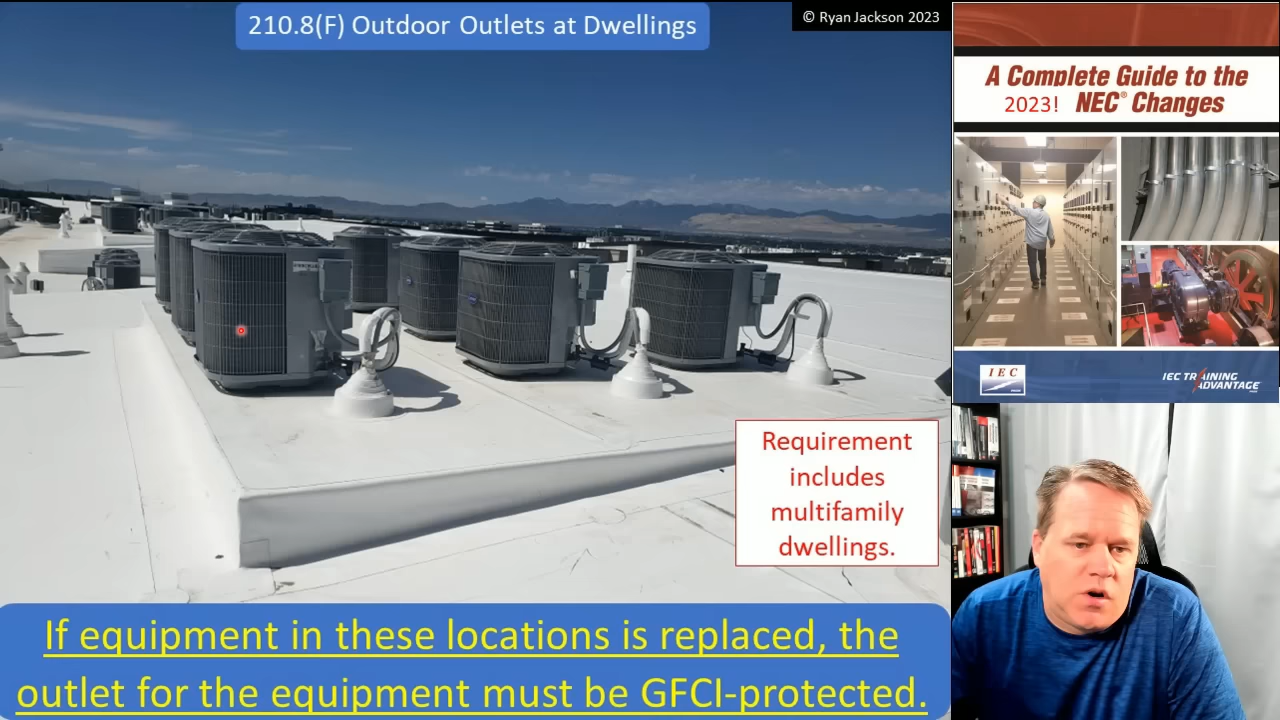 210.8(F) Outdoor Outlets at Dwellings
© Ryan Jackson 2023
A Complete Guide to the
2023! NEC® Changes
IEC
IEC TRAINING
ADVANTAGE
Requirement
includes
multifamily
dwellings.
If equipment in these locations is replaced, the
outlet for the equipment must be GFCI-protected.